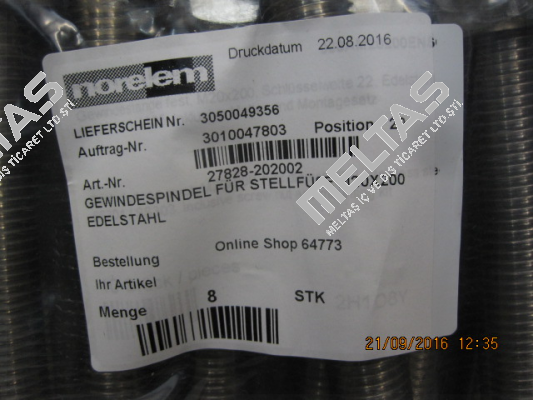 norelem
Druckdatum 22.08.2016
LIEFERSCHEIN Nr. 3050049356
Auftrag-Nr. 3010047803 Position
Art.-Nr. 27828-202002
GEWINDESPINDEL FÜR
EDELSTAHL
Bestellung Online Shop 64773
Ihr Artikel
Menge 8 STK
MELTAS
MELTAŞ İÇ VE DIŞ TİCARET LTD.ŞTİ.
21/09/2016 12:35